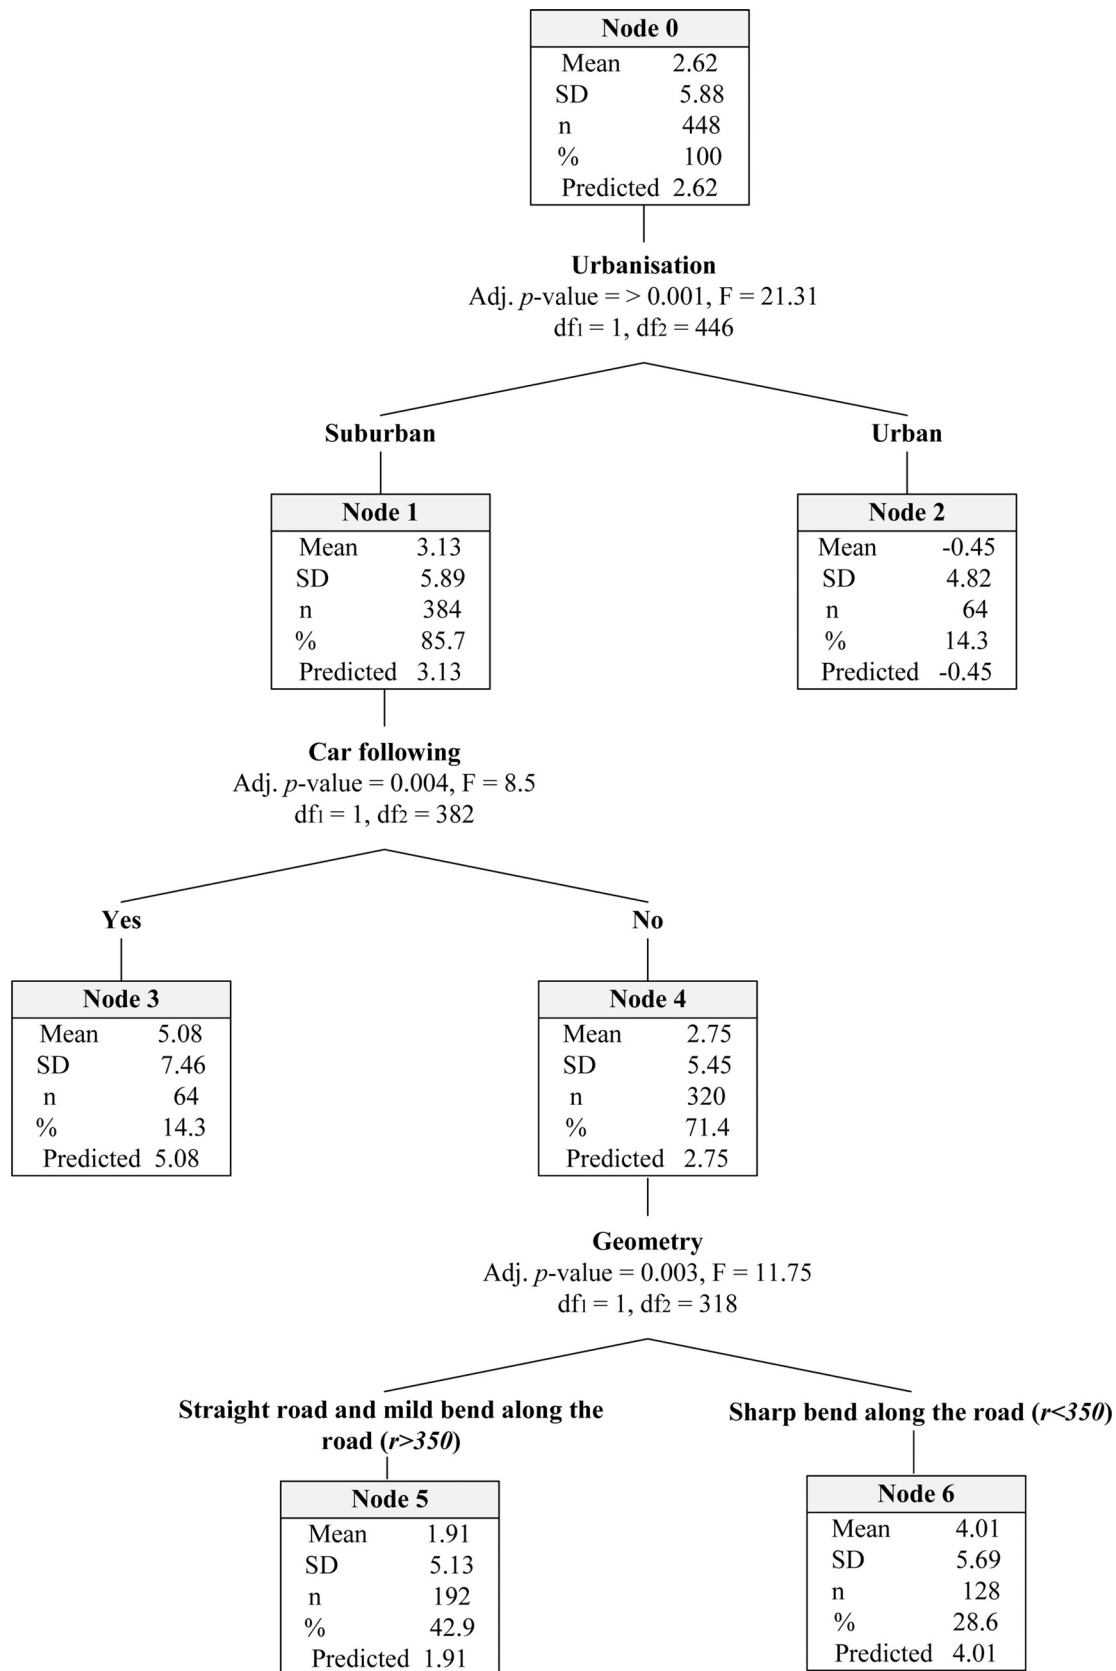 Node 0
Mean 2.62
SD 5.88
n 448
% 100
Predicted 2.62
Urbanisation
Adj. p-value = > 0.001, F = 21.31
df1 = 1, df2 = 446
Suburban
Urban
Node 1
Mean 3.13
SD 5.89
n 384
% 85.7
Predicted 3.13
Node 2
Mean -0.45
SD 4.82
n 64
% 14.3
Predicted -0.45
Car following
Adj. p-value = 0.004, F = 8.5
df1 = 1, df2 = 382
Yes
No
Node 3
Mean 5.08
SD 7.46
n 64
% 14.3
Predicted 5.08
Node 4
Mean 2.75
SD 5.45
n 320
% 71.4
Predicted 2.75
Geometry
Adj. p-value = 0.003, F = 11.75
df1 = 1, df2 = 318
Straight road and mild bend along the
road (r>350)
Sharp bend along the road (r<350)
Node 5
Mean 1.91
SD 5.13
n 192
% 42.9
Predicted 1.91
Node 6
Mean 4.01
SD 5.69
n 128
% 28.6
Predicted 4.01